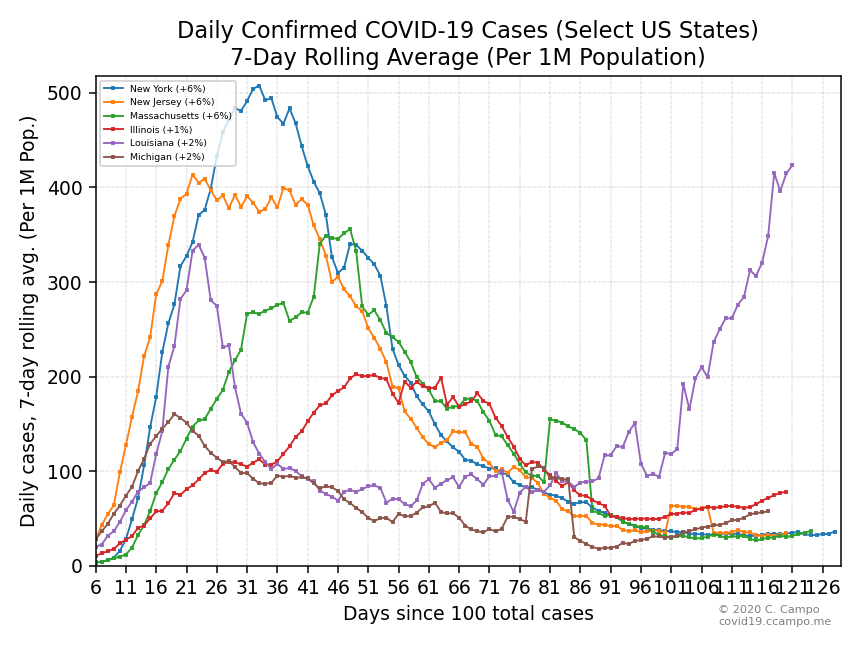 Daily Confirmed COVID-19 Cases (Select US States)
7-Day Rolling Average (Per 1M Population)
Daily cases, 7-day rolling avg. (Per 1M Pop.)
500
400
300
200
100
0
New York (+6%)
New Jersey (+6%)
Massachusetts (+6%)
Illinois (+1%)
Louisiana (+2%)
Michigan (+2%)
6 11 16 21 26 31 36 41 46 51 56 61 66 71 76 81 86 91 96 101 106 111 116 121 126
Days since 100 total cases
© 2020 C. Campo
covid19.ccampo.me